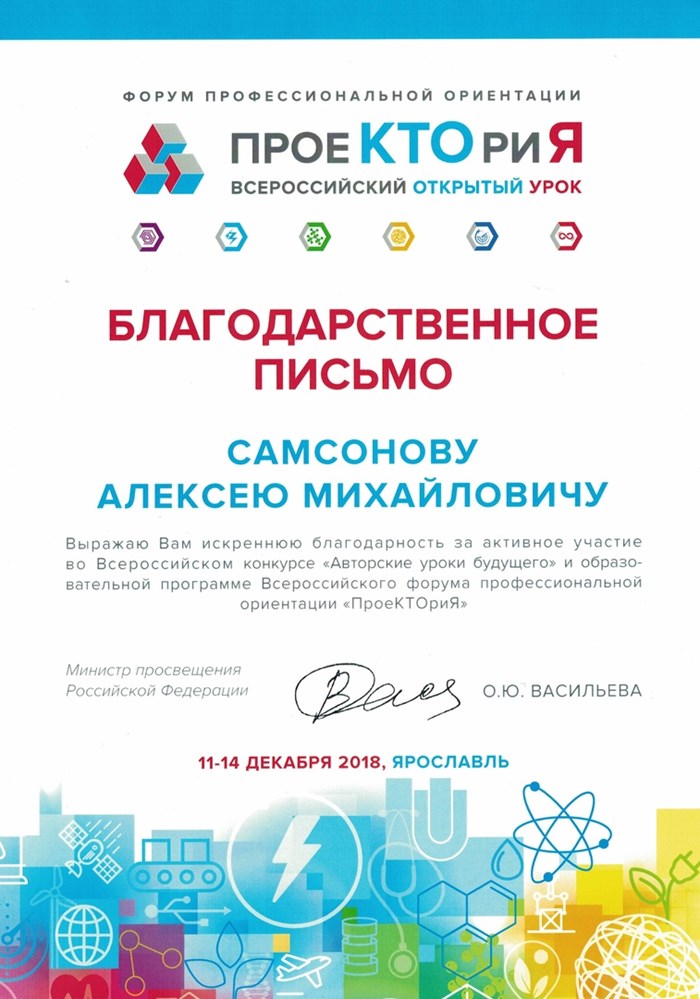 ФОРУМ ПРОФЕССИОНАЛЬНОЙ ОРИЕНТАЦИИ
ПРОЕКТОРИЯ
ВСЕРОССИЙСКИЙ ОТКРЫТЫЙ УРОК
БЛАГОДАРСТВЕННОЕ
ПИСЬМО
САМСОНОВУ
АЛЕКСЕЮ МИХАЙЛОВИЧУ
Выражаю Вам искреннюю благодарность за активное участие
во Всероссийском конкурсе «Авторские уроки будущего» и образо-
вательной программе Всероссийского форума профессиональной
ориентации «ПроеКТОриЯ»
Министр просвещения
Российской Федерации
О.Ю. ВАСИЛЬЕВА
11-14 ДЕКАБРЯ 2018, ЯРОСЛАВЛЬ